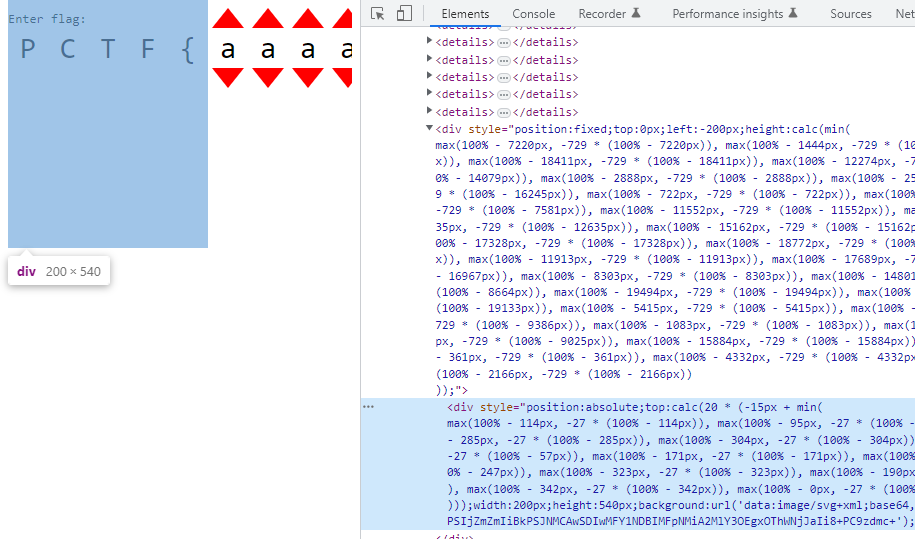 Enter flag:
P C T F {
a a a a
div 200 × 540
Elements Console Recorder Performance insights Sources Net
<details> … </details>
<details> … </details>
<details> … </details>
<details> … </details>
<details> … </details>
<details> … </details>
<div style="position:fixed;top:0px;left:-200px;height:calc(min(
max(100% - 7220px, -729 * (100% - 7220px)), max(100% - 1444px, -729 * (10
x)), max(100% - 18411px, -729 * (100% - 18411px)), max(100% - 12274px, -7
0% - 14079px)), max(100% - 2888px, -729 * (100% - 2888px)), max(100% - 25
9 * (100% - 16245px)), max(100% - 722px, -729 * (100% - 722px)), max(100%
-729 * (100% - 7581px)), max(100% - 11552px, -729 * (100% - 11552px)), ma
35px, -729 * (100% - 12635px)), max(100% - 15162px, -729 * (100% - 15162p
00% - 17328px, -729 * (100% - 17328px)), max(100% - 18772px, -729 * (100%
x)), max(100% - 11913px, -729 * (100% - 11913px)), max(100% - 17689px, -7
- 16967px)), max(100% - 8303px, -729 * (100% - 8303px)), max(100% - 14801
(100% - 8664px)), max(100% - 19494px, -729 * (100% - 19494px)), max(100%
(100% - 19133px)), max(100% - 5415px, -729 * (100% - 5415px)), max(100% -
729 * (100% - 9386px)), max(100% - 1083px, -729 * (100% - 1083px)), max(1
px, -729 * (100% - 9025px)), max(100% - 15884px, -729 * (100% - 15884px))
- 361px, -729 * (100% - 361px)), max(100% - 4332px, -729 * (100% - 4332px
(100% - 2166px, -729 * (100% - 2166px))
));">
… <div style="position:absolute;top:calc(20 * (-15px + min(
max(100% - 114px, -27 * (100% - 114px)), max(100% - 95px, -27 * (100% -
- 285px, -27 * (100% - 285px)), max(100% - 304px, -27 * (100% - 304px))
-27 * (100% - 57px)), max(100% - 171px, -27 * (100% - 171px)), max(100%
0% - 247px)), max(100% - 323px, -27 * (100% - 323px)), max(100% - 190px
), max(100% - 342px, -27 * (100% - 342px)), max(100% - 0px, -27 * (100%
)));width:200px;height:540px;background:url('data:image/svg+xml;base64,
PSIjZmZmIiBkPSJNMCAwSDIwMFY1NDBIMFpNMiA2MlY3OEgxOThWNjJaIi8+PC9zdmc+');
</div>